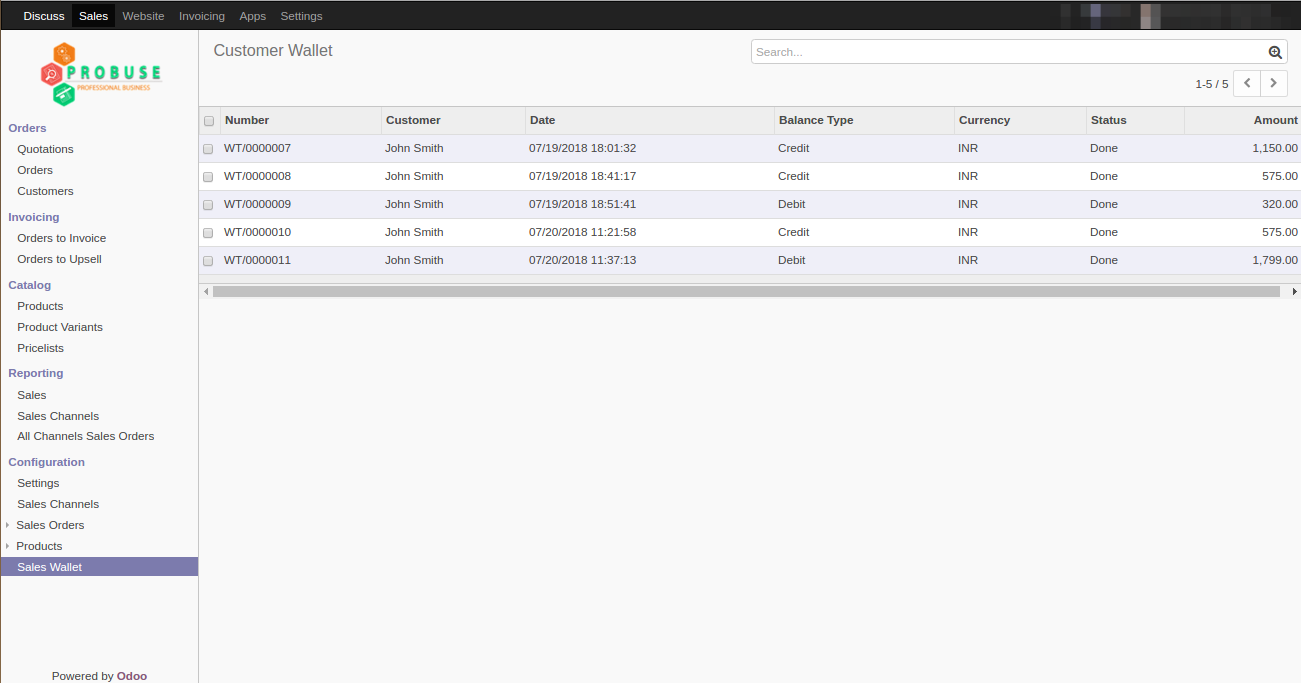 Discuss Sales Website Invoicing Apps Settings
PROBUSE
PROFESSIONAL BUSINESS
Orders
Quotations
Orders
Customers
Invoicing
Orders to Invoice
Orders to Upsell
Catalog
Products
Product Variants
Pricelists
Reporting
Sales
Sales Channels
All Channels Sales Orders
Configuration
Settings
Sales Channels
Sales Orders
Products
Sales Wallet
Powered by Odoo
Customer Wallet
Search...
1-5 / 5
Number Customer Date Balance Type Currency Status Amount
WT/0000007 John Smith 07/19/2018 18:01:32 Credit INR Done 1,150.00
WT/0000008 John Smith 07/19/2018 18:41:17 Credit INR Done 575.00
WT/0000009 John Smith 07/19/2018 18:51:41 Debit INR Done 320.00
WT/0000010 John Smith 07/20/2018 11:21:58 Credit INR Done 575.00
WT/0000011 John Smith 07/20/2018 11:37:13 Debit INR Done 1,799.00